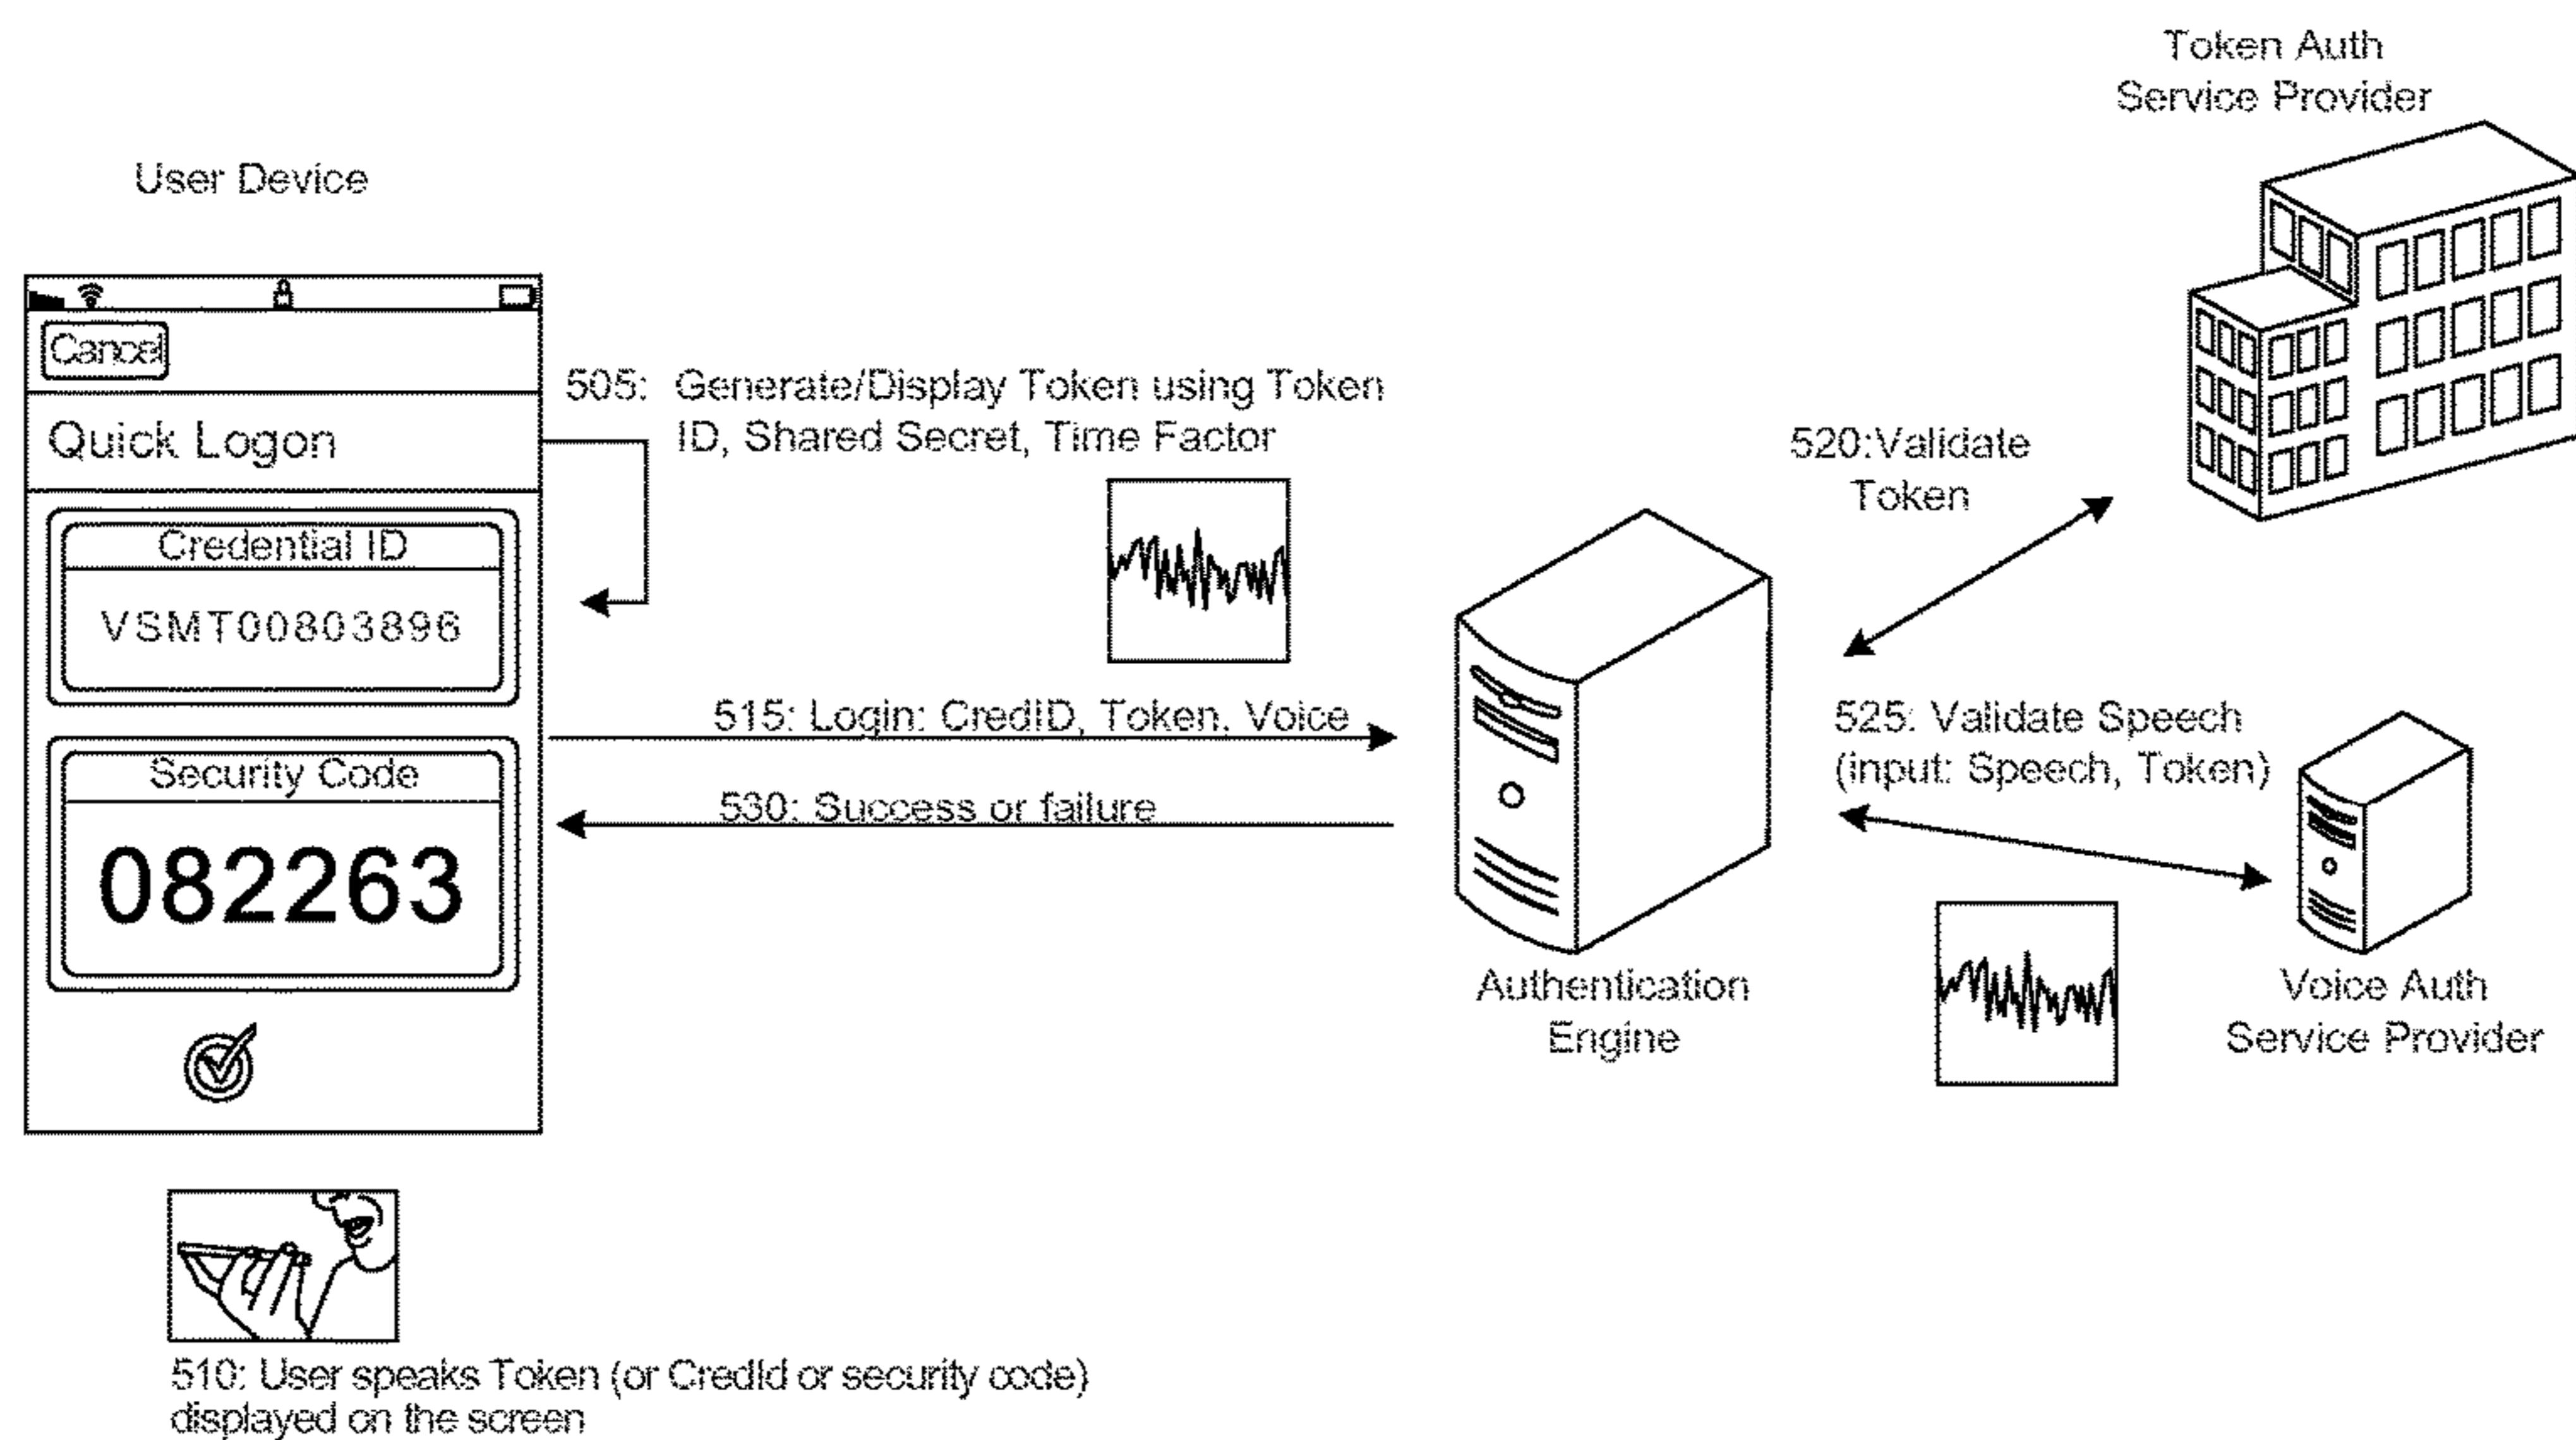 Token Auth
Service Provider
User Device
Cancel
Quick Logon
Credential ID
VSMT00803896
Security Code
082263
505: Generate/Display Token using Token
ID, Shared Secret, Time Factor
515: Login: CredID, Token. Voice
530: Success or failure
520:Validate
Token
525: Validate Speech
(input: Speech, Token)
Authentication
Engine
Voice Auth
Service Provider
510: User speaks Token (or CredId or security code)
displayed on the screen